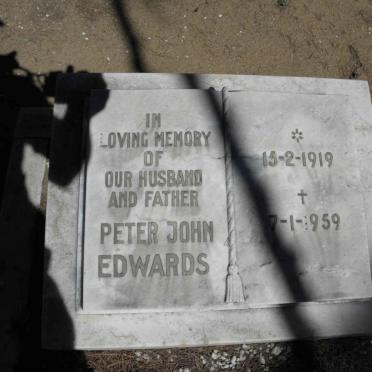 IN
LOVING MEMORY
OF
OUR HUSBAND
AND FATHER
PETER JOHN
EDWARDS
15-2-1919
7-1-1959